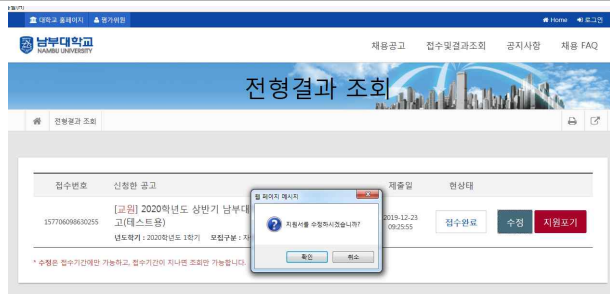 대학교 홈페이지 평가위원 Home 로그인
남부대학교 채용공고 접수및결과조회 공지사항 채용 FAQ
NAMBU UNIVERSITY
전형결과 조회
전형결과 조회
접수번호 신청한 공고 제출일 현상태
웹 페이지 메시지
[교원] 2020학년도 상반기 남부대
157706098630255 고(테스트용) 지원서를 수정하시겠습니까? 2019-12-23 접수완료 수정 지원포기
09:25:55
년도학기 : 2020학년도 1학기 모집구분 :
확인 취소
* 수정은 접수기간에만 가능하고, 접수기간이 지나면 조회만 가능합니다.